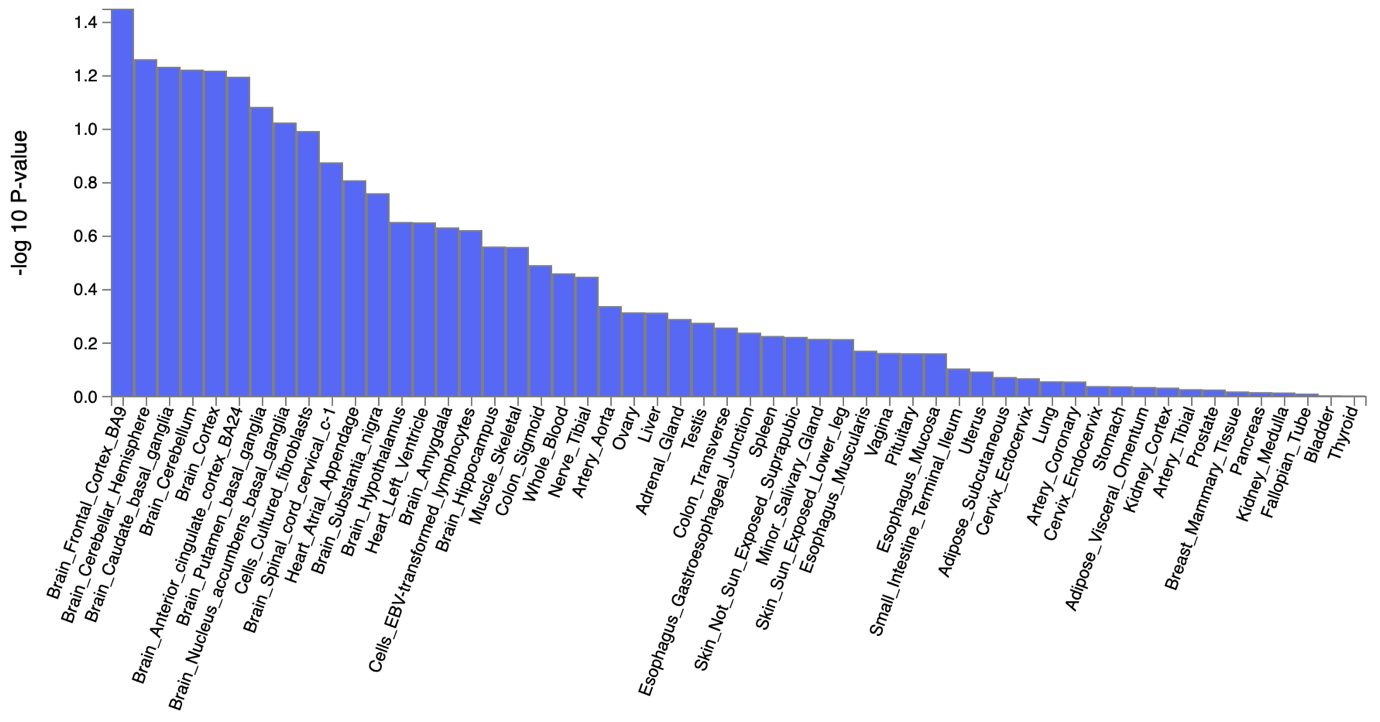 -log 10 P-value
1.4
1.2
1.0
0.8
0.6
0.4
0.2
0.0
Brain_Frontal_Cortex_BA9
Brain_Cerebellar_Hemisphere
Brain_Caudate_basal_ganglia
Brain_Cerebellum
Brain_Cortex
Brain_Anterior_cingulate_cortex_BA24
Brain_Putamen_basal_ganglia
Brain_Nucleus_accumbens_basal_ganglia
Cells_Cultured_fibroblasts
Brain_Spinal_cord_cervical_c-1
Heart_Atrial_Appendage
Brain_Substantia_nigra
Brain_Hypothalamus
Heart_Left_Ventricle
Brain_Amygdala
Cells_EBV-transformed_lymphocytes
Brain_Hippocampus
Muscle_Skeletal
Colon_Sigmoid
Whole_Blood
Nerve_Tibial
Artery_Aorta
Ovary
Liver
Adrenal_Gland
Testis
Colon_Transverse
Esophagus_Gastroesophageal_Junction
Spleen
Skin_Not_Sun_Exposed_Suprapubic
Minor_Salivary_Gland
Skin_Sun_Exposed_Lower_leg
Esophagus_Muscularis
Vagina
Pituitary
Esophagus_Mucosa
Small_Intestine_Terminal_Ileum
Uterus
Adipose_Subcutaneous
Cervix_Ectocervix
Lung
Artery_Coronary
Cervix_Endocervix
Stomach
Adipose_Visceral_Omentum
Kidney_Cortex
Artery_Tibial
Prostate
Breast_Mammary_Tissue
Pancreas
Kidney_Medulla
Fallopian_Tube
Bladder
Thyroid